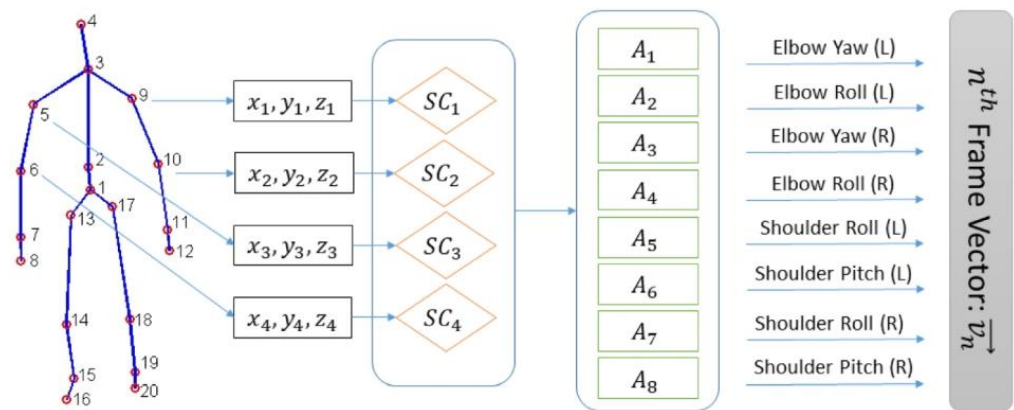 4
3
9
5
10
2
6
1
17
13
11
7
12
8
14
18
15
19
16
20
x₁, y₁, z₁
x₂, y₂, z₂
x₃, y₃, z₃
x₄, y₄, z₄
SC₁
SC₂
SC₃
SC₄
A₁
A₂
A₃
A₄
A₅
A₆
A₇
A₈
Elbow Yaw (L)
Elbow Roll (L)
Elbow Yaw (R)
Elbow Roll (R)
Shoulder Roll (L)
Shoulder Pitch (L)
Shoulder Roll (R)
Shoulder Pitch (R)
nᵗʰ Frame Vector: v⃗ₙ